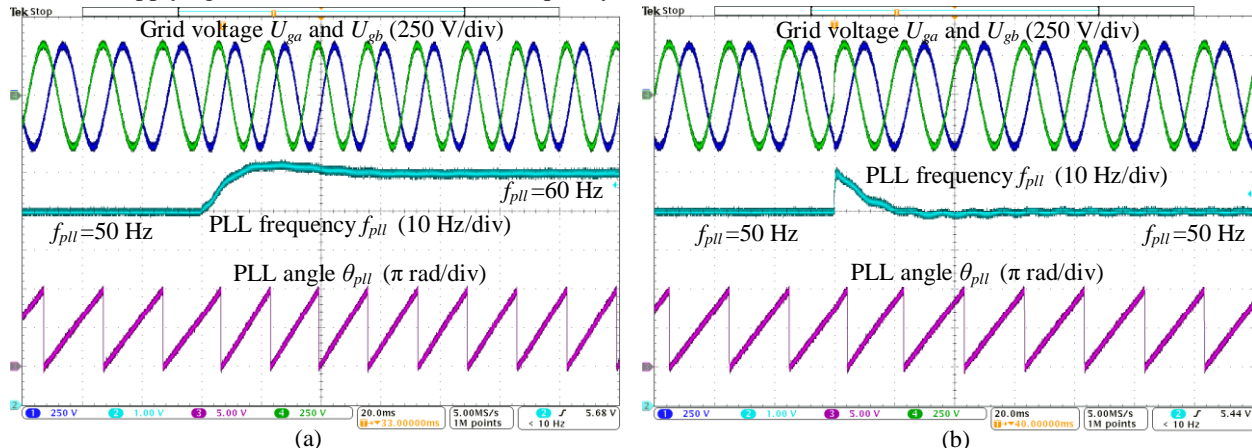 Tek Stop
Grid voltage Uga and Ugb (250 V/div)
fpll=50 Hz
fpll=60 Hz
PLL frequency fpll (10 Hz/div)
PLL angle θpll (π rad/div)
1 250 V 2 1.00 V 3 5.00 V 4 250 V 20.0ms 5.00MS/s 2 5.68 V
T→▼33.00000ms 1M points < 10 Hz
(a)
Tek Stop
Grid voltage Uga and Ugb (250 V/div)
PLL frequency fpll (10 Hz/div)
fpll=50 Hz
fpll=50 Hz
PLL angle θpll (π rad/div)
1 250 V 2 1.00 V 3 5.00 V 4 250 V 20.0ms 5.00MS/s 2 5.44 V
T→▼40.00000ms 1M points < 10 Hz
(b)